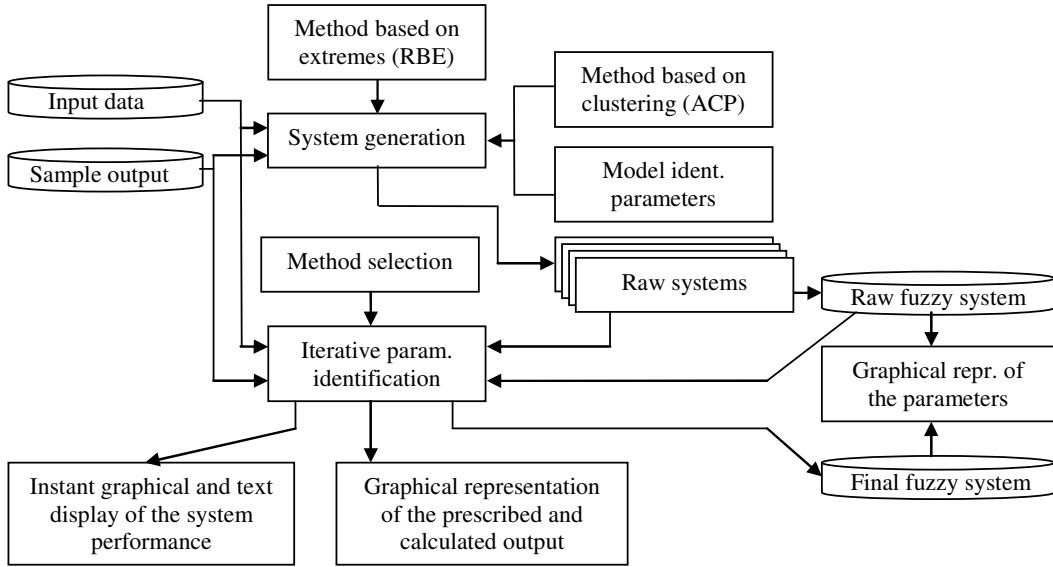 Method based on
extremes (RBE)
Input data
Method based on
clustering (ACP)
System generation
Sample output
Model ident.
parameters
Method selection
Raw systems
Raw fuzzy system
Iterative param.
identification
Graphical repr. of
the parameters
Instant graphical and text
display of the system
performance
Graphical representation
of the prescribed and
calculated output
Final fuzzy system